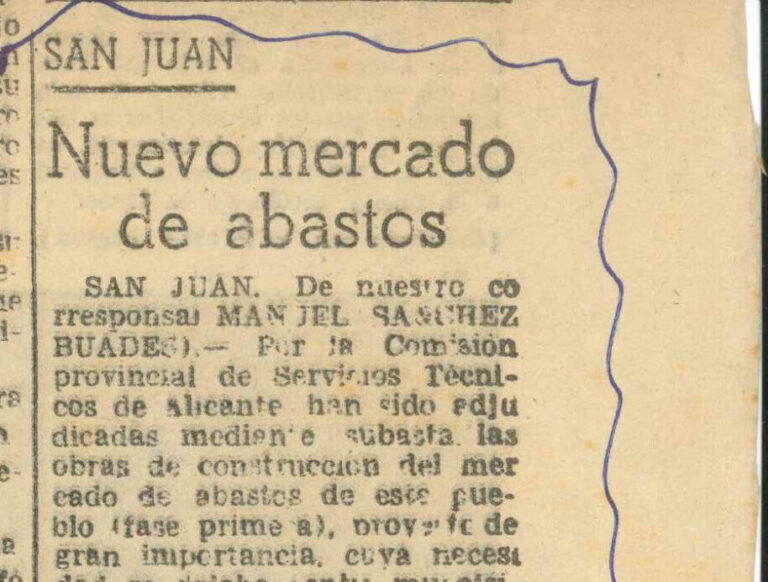 SAN JUAN
Nuevo mercado
de abastos
SAN JUAN. De nuestro co
rresponsal MANUEL SANCHEZ
BUADES).— Por la Comisión
provincial de Servicios Técni-
cos de Alicante han sido adju
dicadas mediante subasta las
obras de construcción del mer
cado de abastos de este pue-
blo (fase primera), proyecto de
gran importancia, cuya necesi